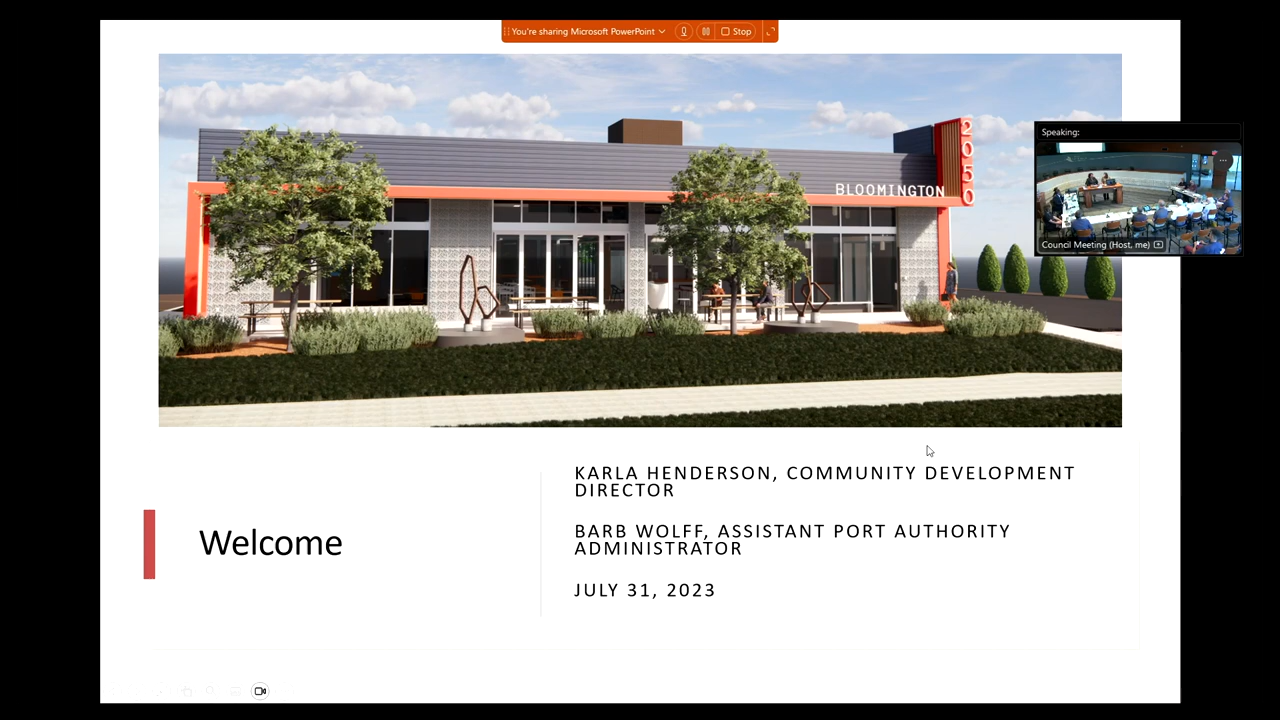 You're sharing Microsoft PowerPoint
Stop
2050
BLOOMINGTON
Speaking:
Council Meeting (Host, me)
KARLA HENDERSON, COMMUNITY DEVELOPMENT
DIRECTOR
Welcome
BARB WOLFF, ASSISTANT PORT AUTHORITY
ADMINISTRATOR
JULY 31, 2023